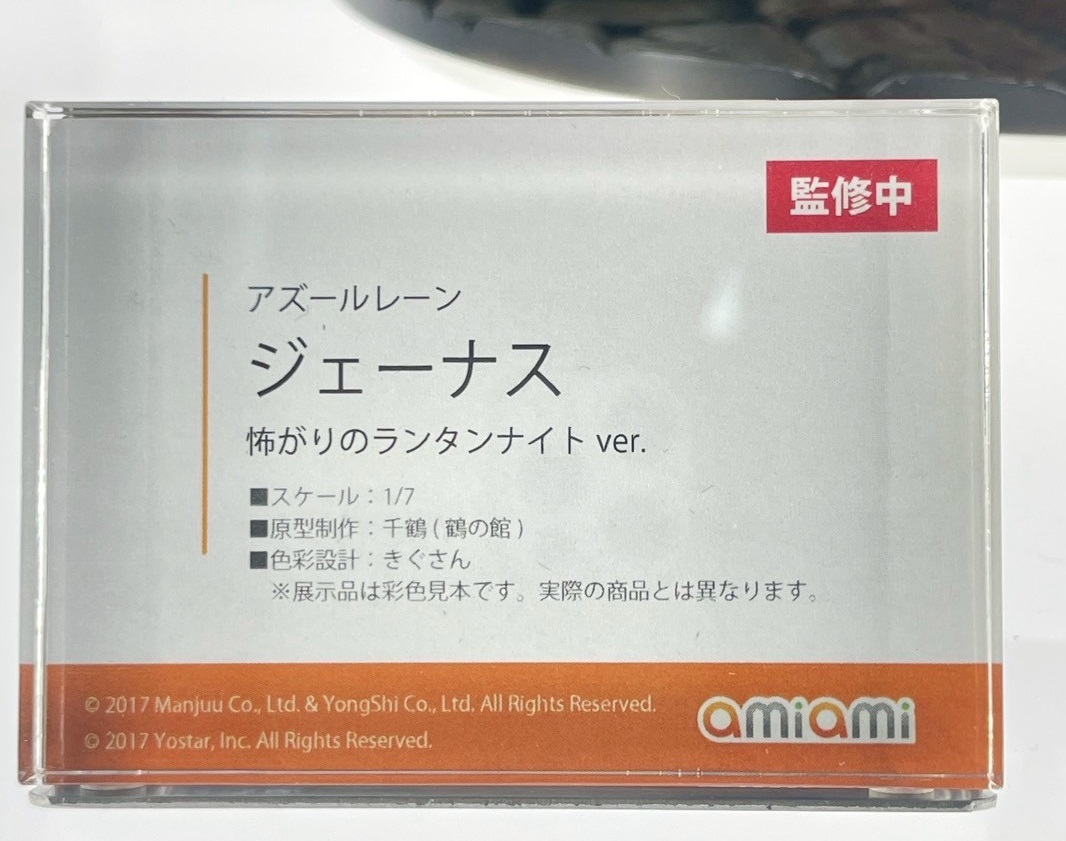 監修中
アズールレーン
ジェーナス
怖がりのランタンナイト ver.
■スケール：1/7
■原型制作：千鶴 ( 鶴の館 )
■色彩設計：きぐさん
※展示品は彩色見本です。実際の商品とは異なります。
© 2017 Manjuu Co., Ltd. & YongShi Co., Ltd. All Rights Reserved.
© 2017 Yostar, Inc. All Rights Reserved.
amiami